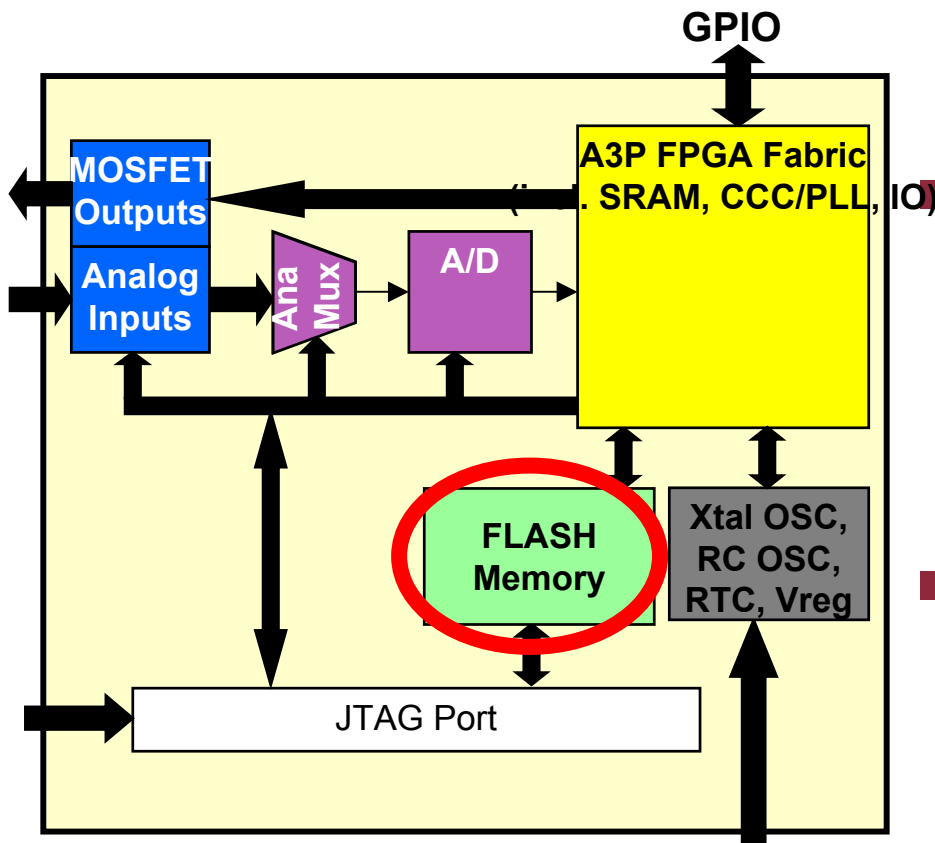 GPIO
A3P FPGA Fabric
. SRAM, CCC/PLL, IO)
MOSFET
Outputs
Analog
Inputs
Ana
Mux
A/D
FLASH
Memory
Xtal OSC,
RC OSC,
RTC, Vreg
JTAG Port